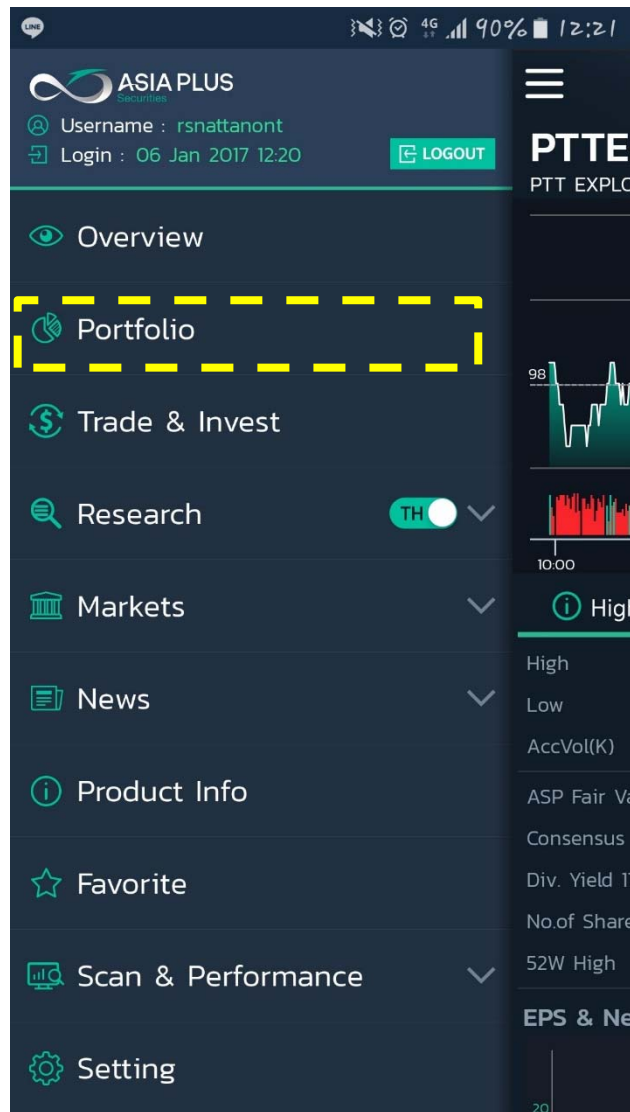 LINE
4G 90% 12:21
ASIA PLUS
Securities
Username : rsnattanont
Login : 06 Jan 2017 12:20
LOGOUT
Overview
Portfolio
Trade & Invest
Research
TH
Markets
News
Product Info
Favorite
Scan & Performance
Setting
PTTE
PTT EXPLO
98
10:00
High
High
Low
AccVol(K)
ASP Fair Va
Consensus
Div. Yield 1
No.of Share
52W High
EPS & Ne
20